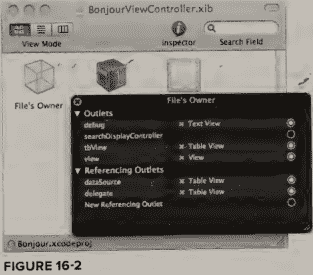 BonjourViewController.xib
View Mode
Inspector
Search Field
File's Owner
File's Owner
Outlets
debug
Text View
searchDisplayController
tbView
Table View
view
View
Referencing Outlets
dataSource
Table View
delegate
Table View
New Referencing Outlet
Bonjour.xcodeproj
FIGURE 16-2